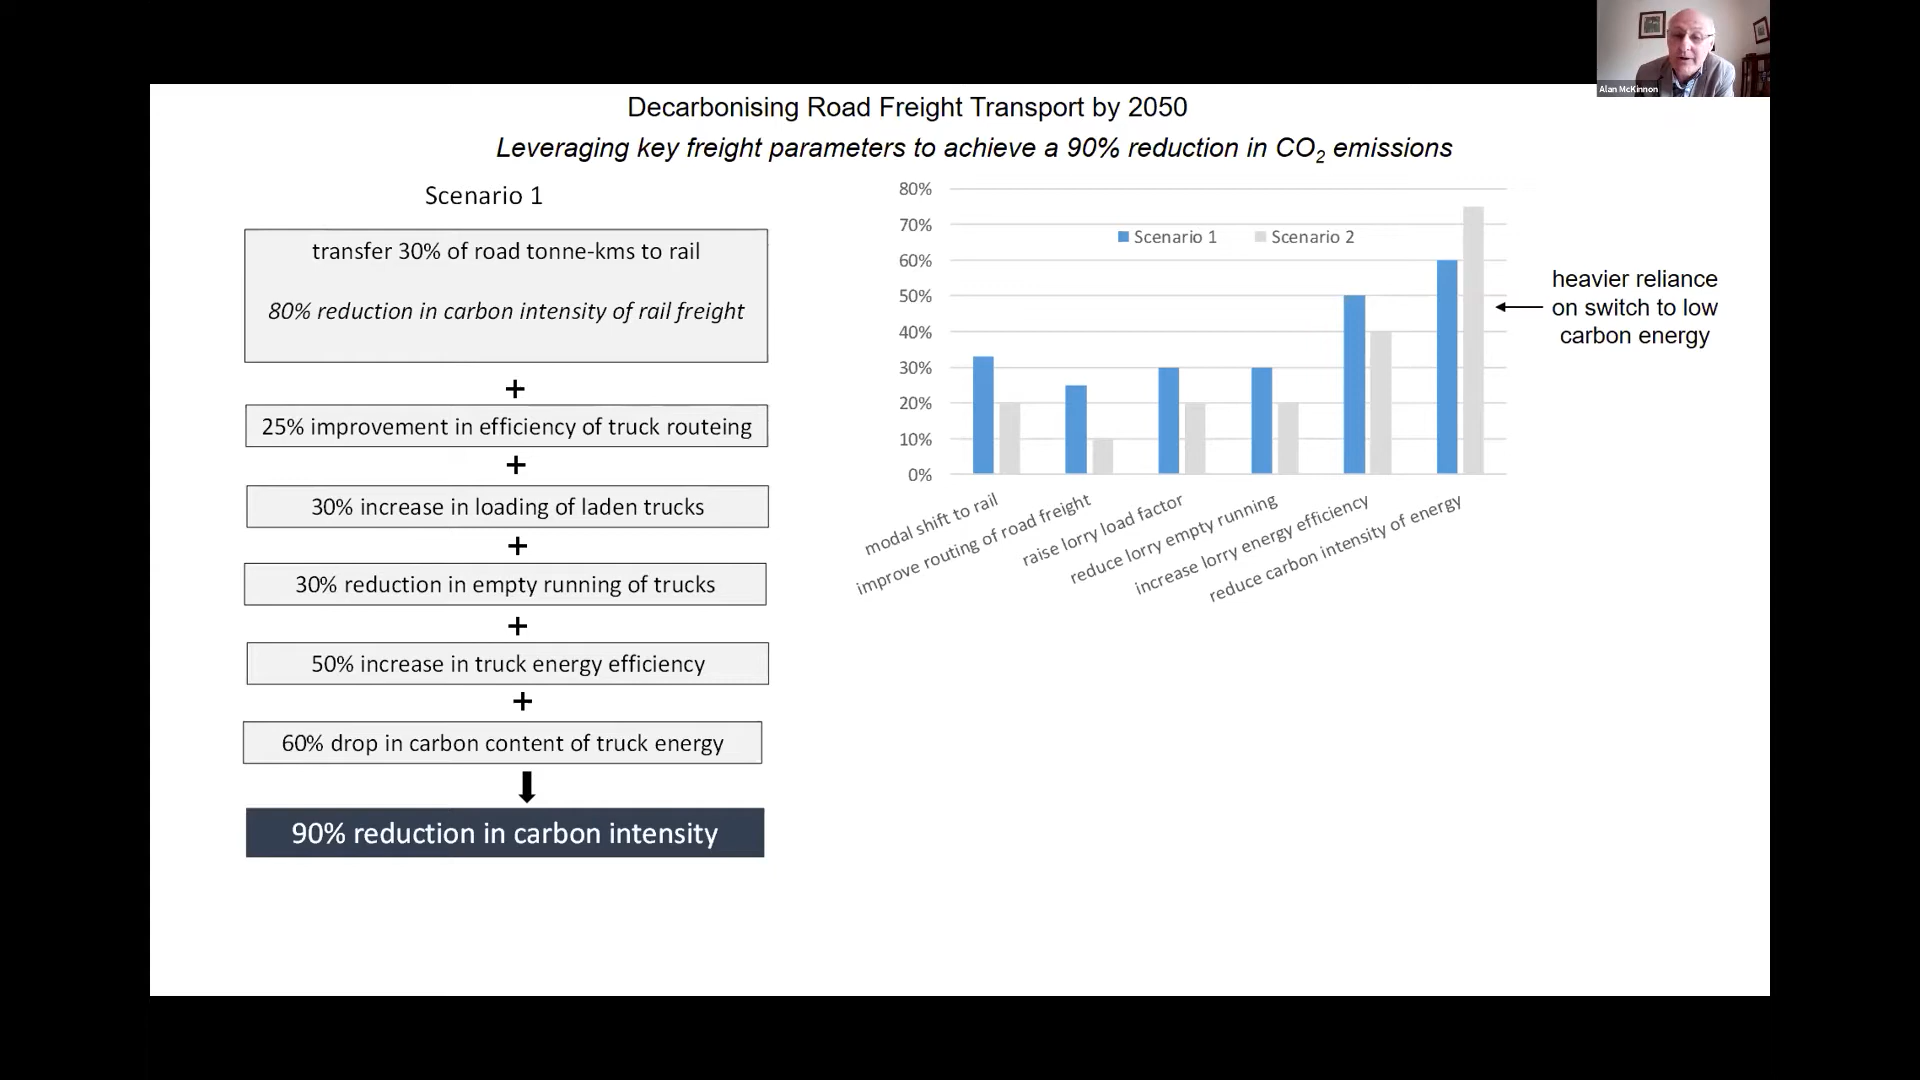 Alan McKinnon
Decarbonising Road Freight Transport by 2050
Leveraging key freight parameters to achieve a 90% reduction in CO2 emissions
Scenario 1
transfer 30% of road tonne-kms to rail
80% reduction in carbon intensity of rail freight
+
25% improvement in efficiency of truck routeing
+
30% increase in loading of laden trucks
+
30% reduction in empty running of trucks
+
50% increase in truck energy efficiency
+
60% drop in carbon content of truck energy
90% reduction in carbon intensity
80%
70%
60%
50%
40%
30%
20%
10%
0%
Scenario 1
Scenario 2
modal shift to rail
improve routing of road freight
raise lorry load factor
reduce lorry empty running
increase lorry energy efficiency
reduce carbon intensity of energy
heavier reliance
on switch to low
carbon energy